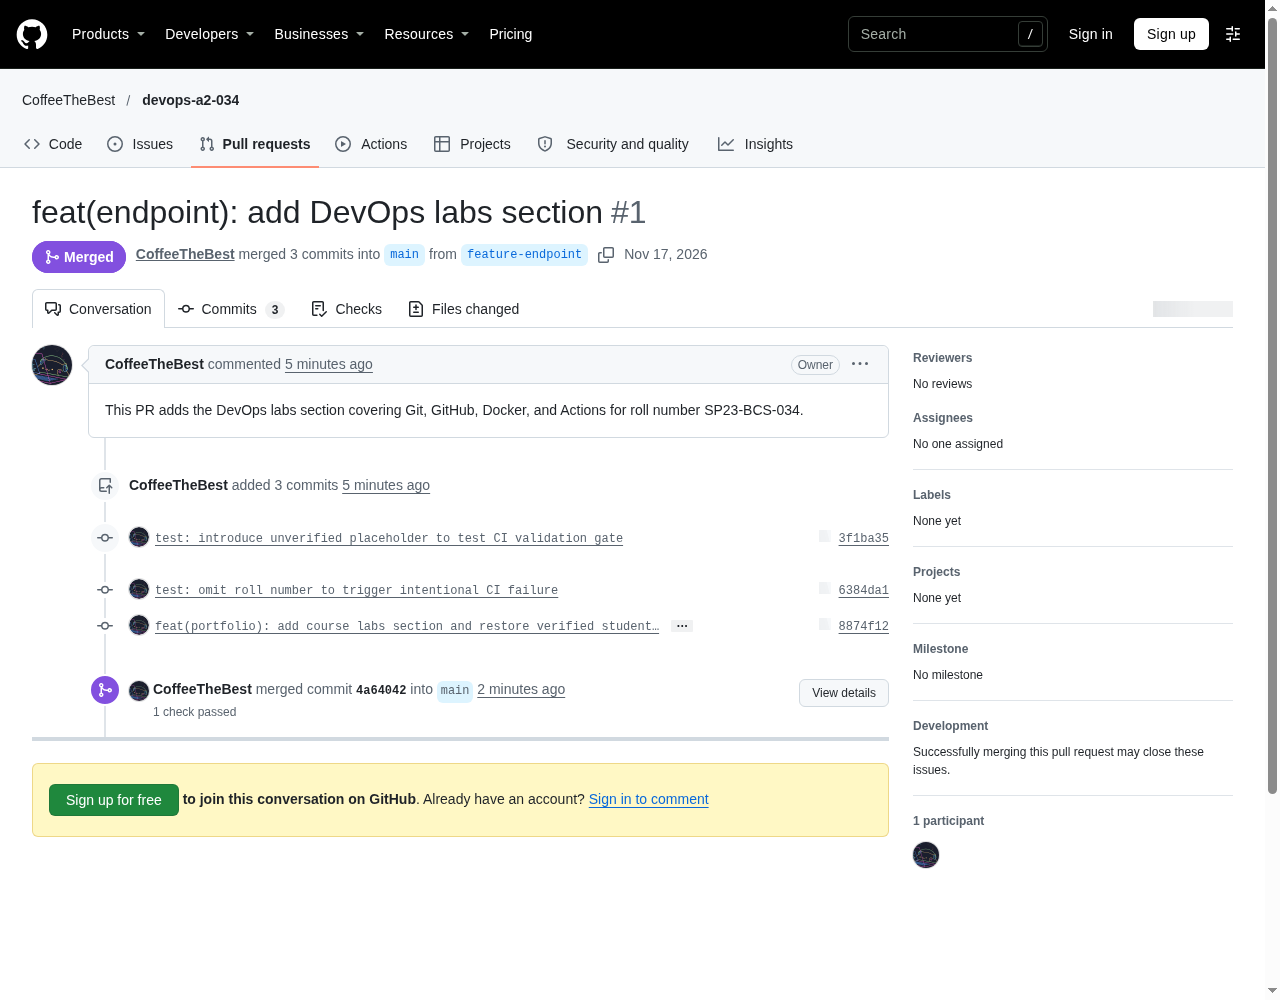 Products Developers Businesses Resources Pricing Search / Sign in Sign up
CoffeeTheBest / devops-a2-034
Code Issues Pull requests Actions Projects Security and quality Insights
feat(endpoint): add DevOps labs section #1
Merged CoffeeTheBest merged 3 commits into main from feature-endpoint Nov 17, 2026
Conversation Commits 3 Checks Files changed
CoffeeTheBest commented 5 minutes ago Owner ...
This PR adds the DevOps labs section covering Git, GitHub, Docker, and Actions for roll number SP23-BCS-034.
CoffeeTheBest added 3 commits 5 minutes ago
test: introduce unverified placeholder to test CI validation gate 3f1ba35
test: omit roll number to trigger intentional CI failure 6384da1
feat(portfolio): add course labs section and restore verified student… ... 8874f12
CoffeeTheBest merged commit 4a64042 into main 2 minutes ago View details
1 check passed
Sign up for free to join this conversation on GitHub. Already have an account? Sign in to comment
Reviewers
No reviews
Assignees
No one assigned
Labels
None yet
Projects
None yet
Milestone
No milestone
Development
Successfully merging this pull request may close these
issues.
1 participant